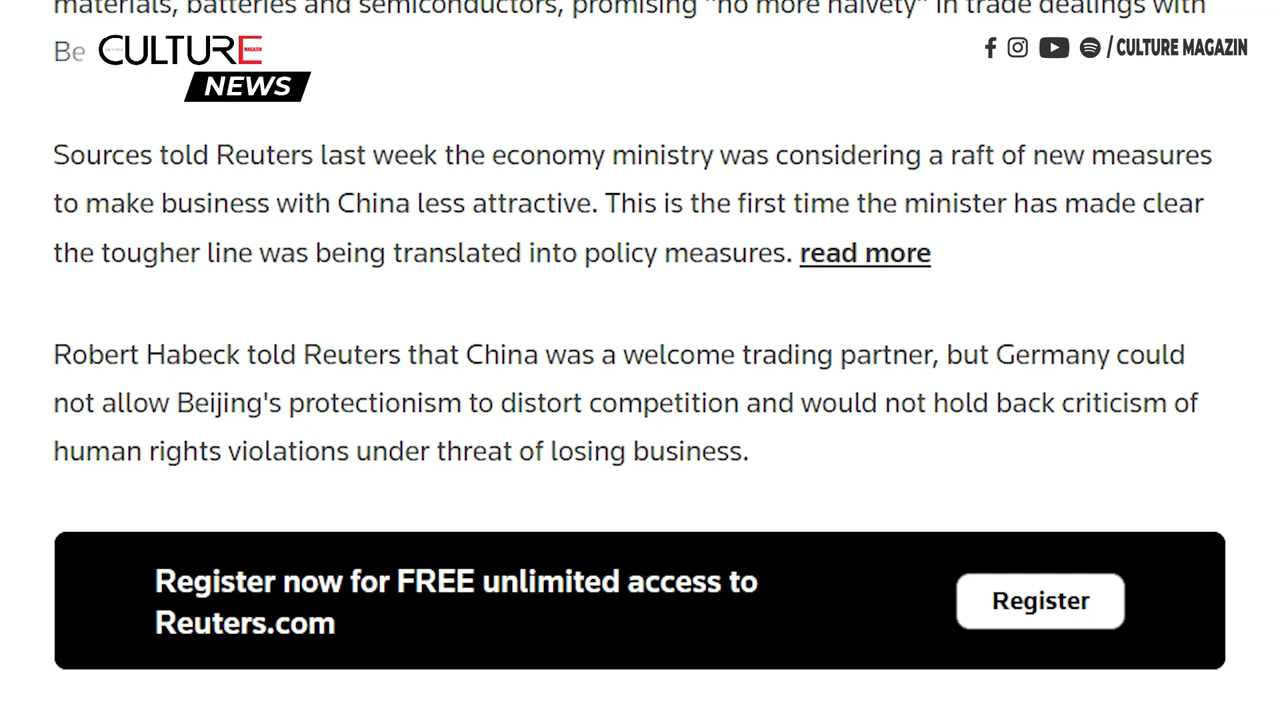 materials, batteries and semiconductors, promising "no more naivety" in trade dealings with
Be
CULTURE
MAGAZIN
NEWS
/ CULTURE MAGAZIN
Sources told Reuters last week the economy ministry was considering a raft of new measures
to make business with China less attractive. This is the first time the minister has made clear
the tougher line was being translated into policy measures. read more
Robert Habeck told Reuters that China was a welcome trading partner, but Germany could
not allow Beijing's protectionism to distort competition and would not hold back criticism of
human rights violations under threat of losing business.
Register now for FREE unlimited access to
Reuters.com
Register